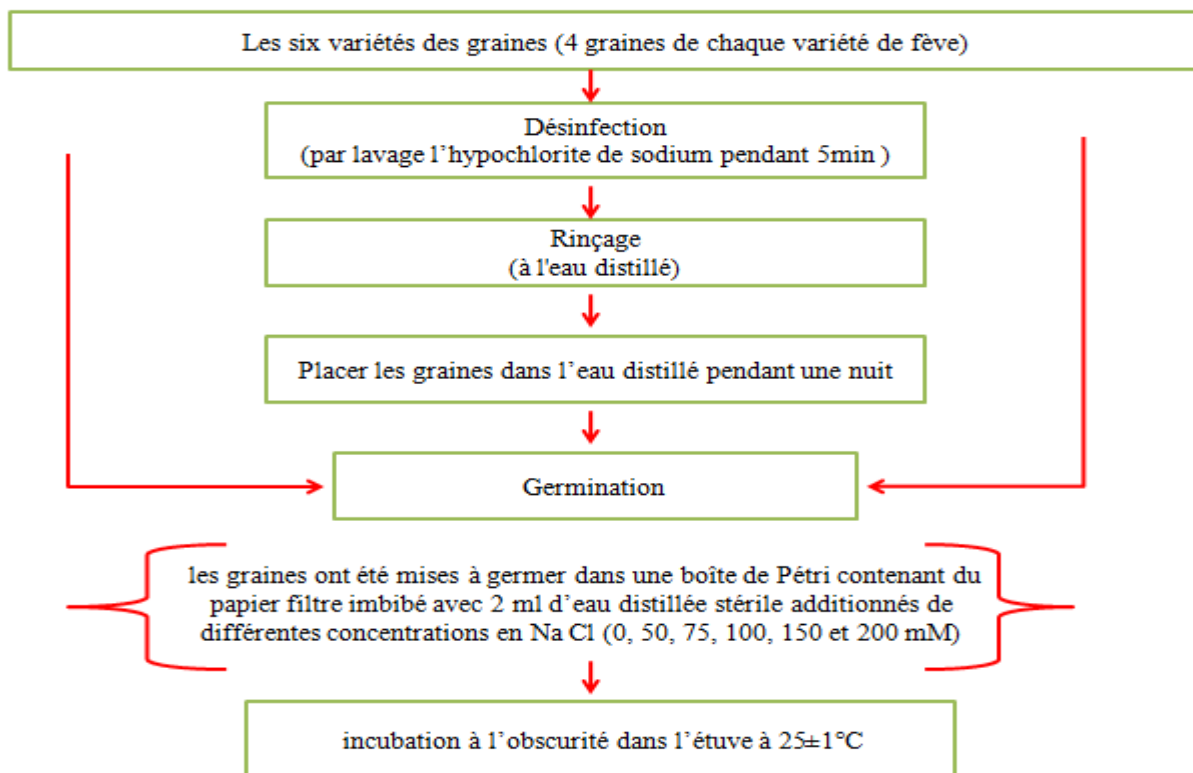 Les six variétés des graines (4 graines de chaque variété de fève)
Désinfection
(par lavage l’hypochlorite de sodium pendant 5min )
Rinçage
(à l'eau distillé)
Placer les graines dans l’eau distillé pendant une nuit
Germination
les graines ont été mises à germer dans une boîte de Pétri contenant du
papier filtre imbibé avec 2 ml d’eau distillée stérile additionnés de
différentes concentrations en Na Cl (0, 50, 75, 100, 150 et 200 mM)
incubation à l’obscurité dans l’étuve à 25±1°C